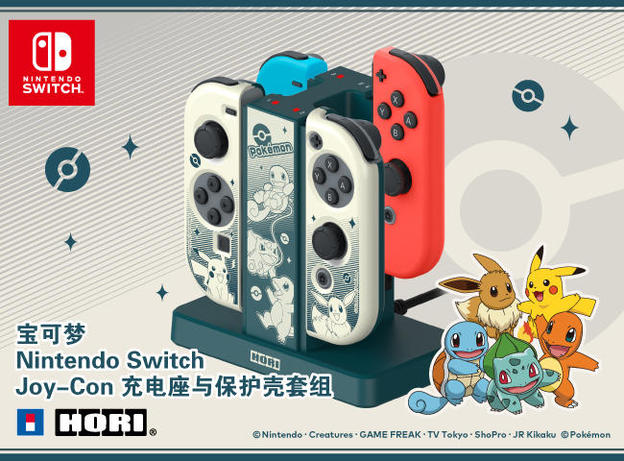 NINTENDO
SWITCH.
Pokémon
X
Y
A
B
X
Y
A
B
HORI
宝可梦
Nintendo Switch
Joy-Con 充电座与保护壳套组
HORI®
©Nintendo・Creatures・GAME FREAK・TV Tokyo・ShoPro・JR Kikaku ©Pokémon